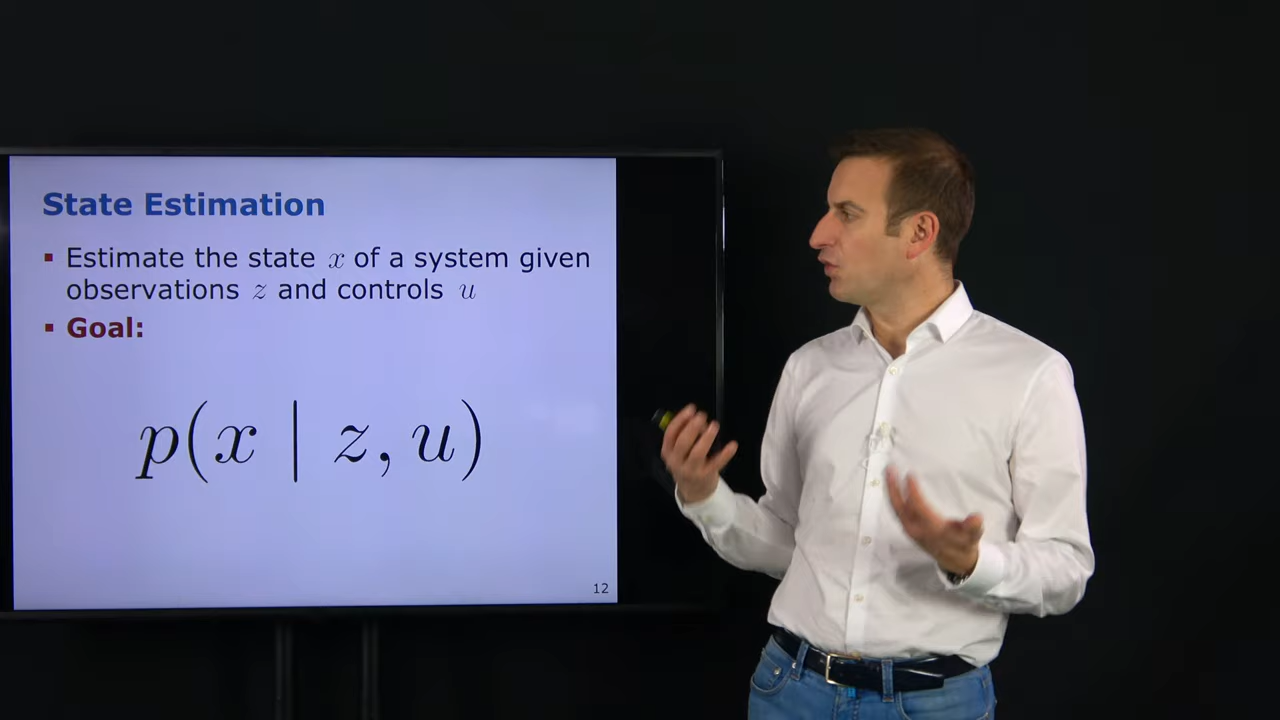 State Estimation
▪ Estimate the state x of a system given
observations z and controls u
▪ Goal:
p(x | z, u)
12